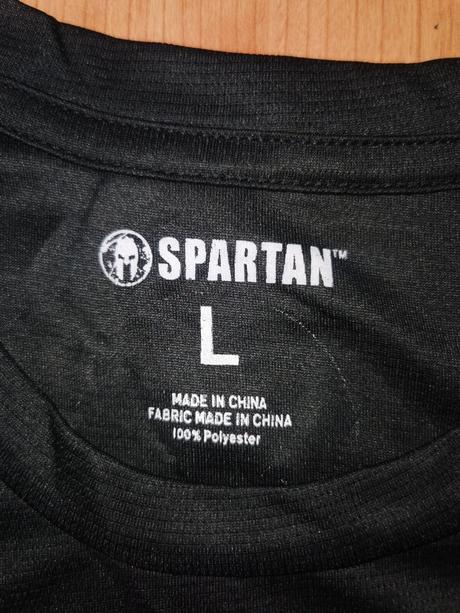 SPARTAN™
L
MADE IN CHINA
FABRIC MADE IN CHINA
100% Polyester